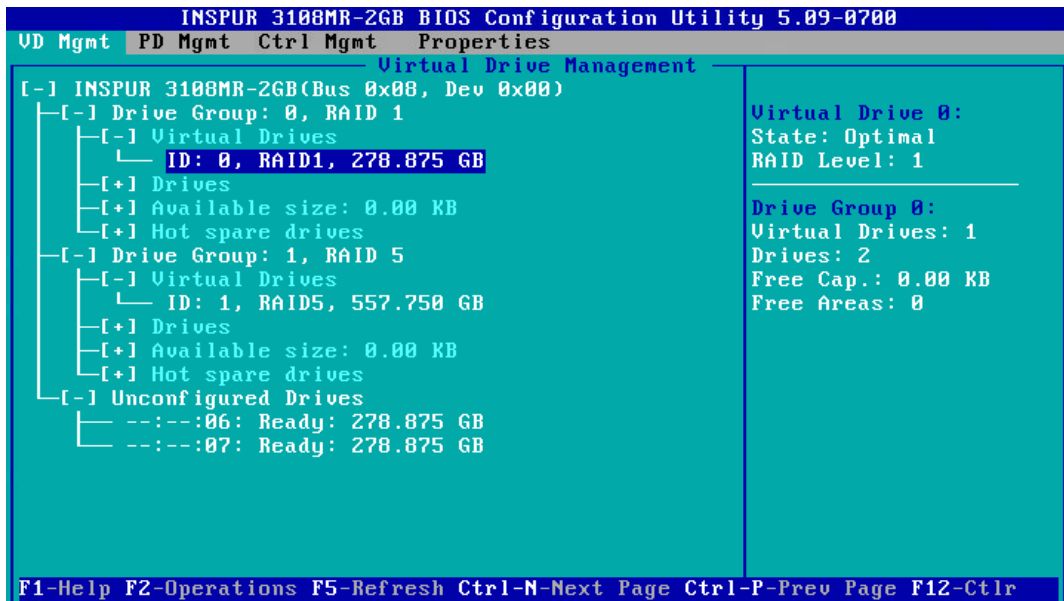 INSPUR 3108MR-2GB BIOS Configuration Utility 5.09-0700
VD Mgmt PD Mgmt Ctrl Mgmt Properties
Virtual Drive Management
[-] INSPUR 3108MR-2GB(Bus 0x08, Dev 0x00)
[-] Drive Group: 0, RAID 1
[-] Virtual Drives
ID: 0, RAID1, 278.875 GB
[+] Drives
[+] Available size: 0.00 KB
[+] Hot spare drives
[-] Drive Group: 1, RAID 5
[-] Virtual Drives
ID: 1, RAID5, 557.750 GB
[+] Drives
[+] Available size: 0.00 KB
[+] Hot spare drives
[-] Unconfigured Drives
--:--:06: Ready: 278.875 GB
--:--:07: Ready: 278.875 GB
Virtual Drive 0:
State: Optimal
RAID Level: 1
Drive Group 0:
Virtual Drives: 1
Drives: 2
Free Cap.: 0.00 KB
Free Areas: 0
F1-Help F2-Operations F5-Refresh Ctrl-N-Next Page Ctrl-P-Prev Page F12-Ctlr